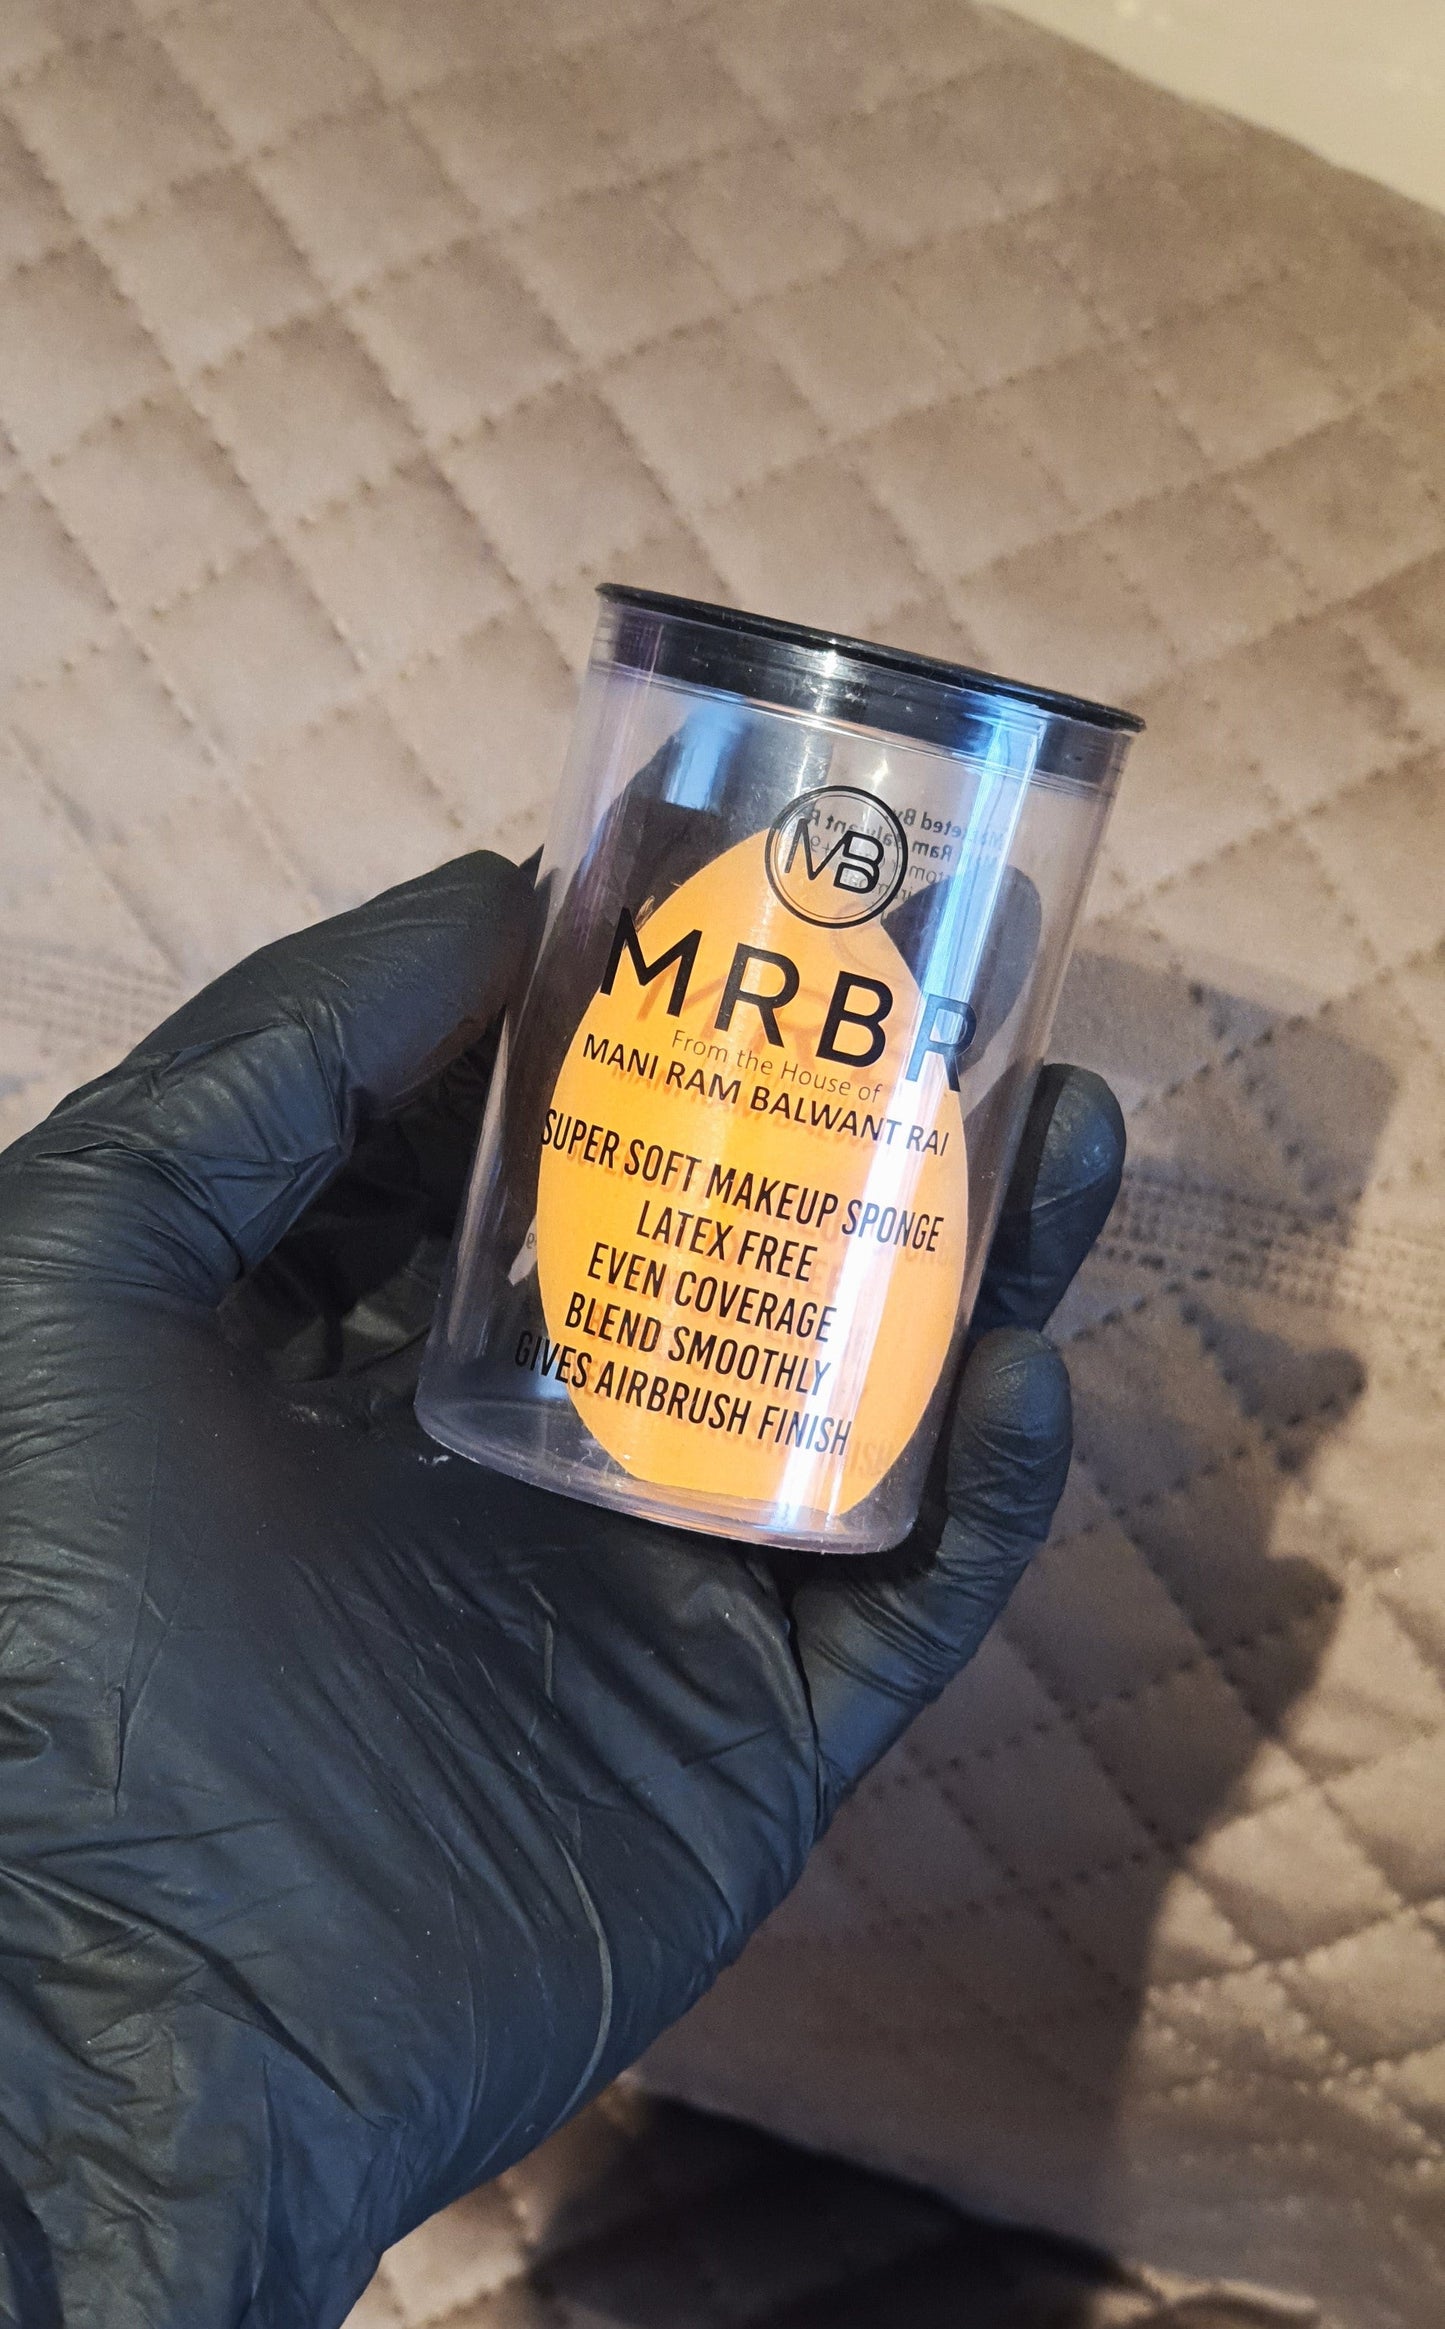 MB
MRBR
From the House of
MANI RAM BALWANT RAI
SUPER SOFT MAKEUP SPONGE
LATEX FREE
EVEN COVERAGE
BLEND SMOOTHLY
GIVES AIRBRUSH FINISH